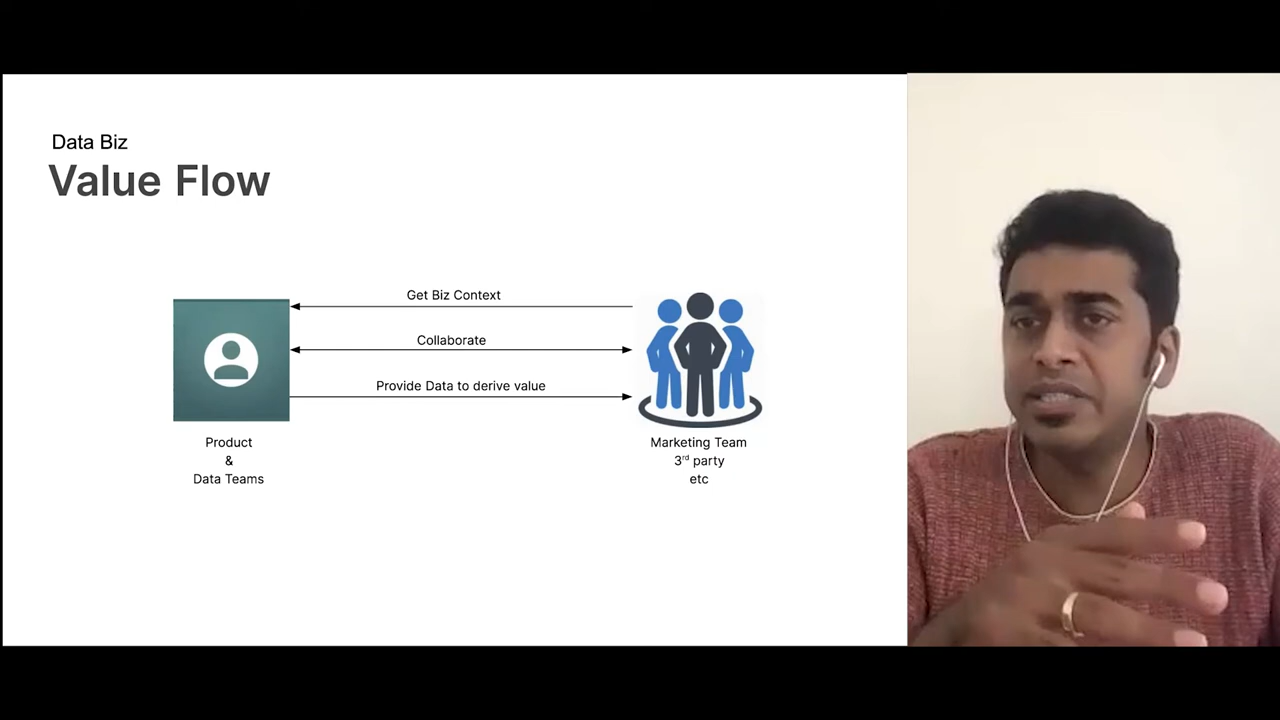 Data Biz
Value Flow
Get Biz Context
Collaborate
Provide Data to derive value
Product
&
Data Teams
Marketing Team
3rd party
etc